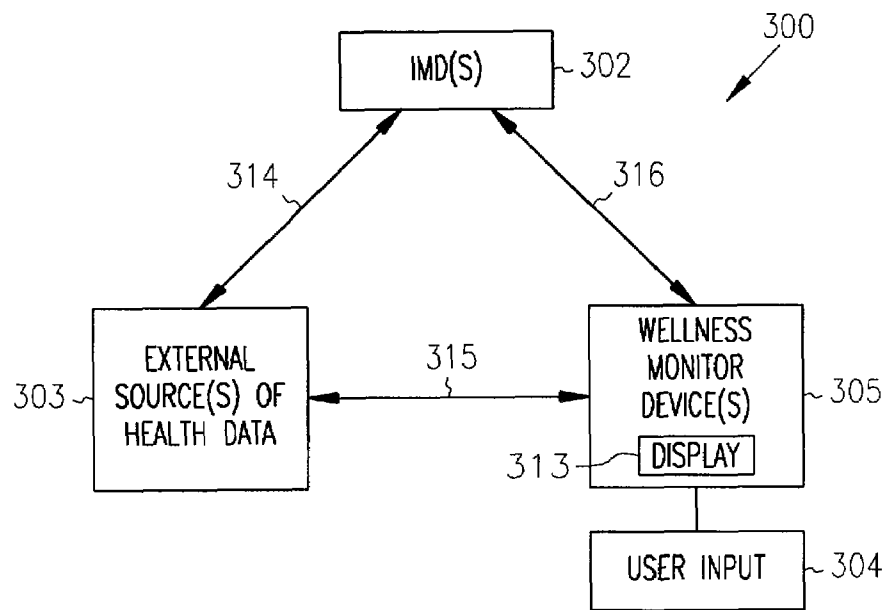 300
IMD(S)
302
314
316
303
EXTERNAL
SOURCE(S) OF
HEALTH DATA
315
WELLNESS
MONITOR
DEVICE(S)
305
313
DISPLAY
USER INPUT
304